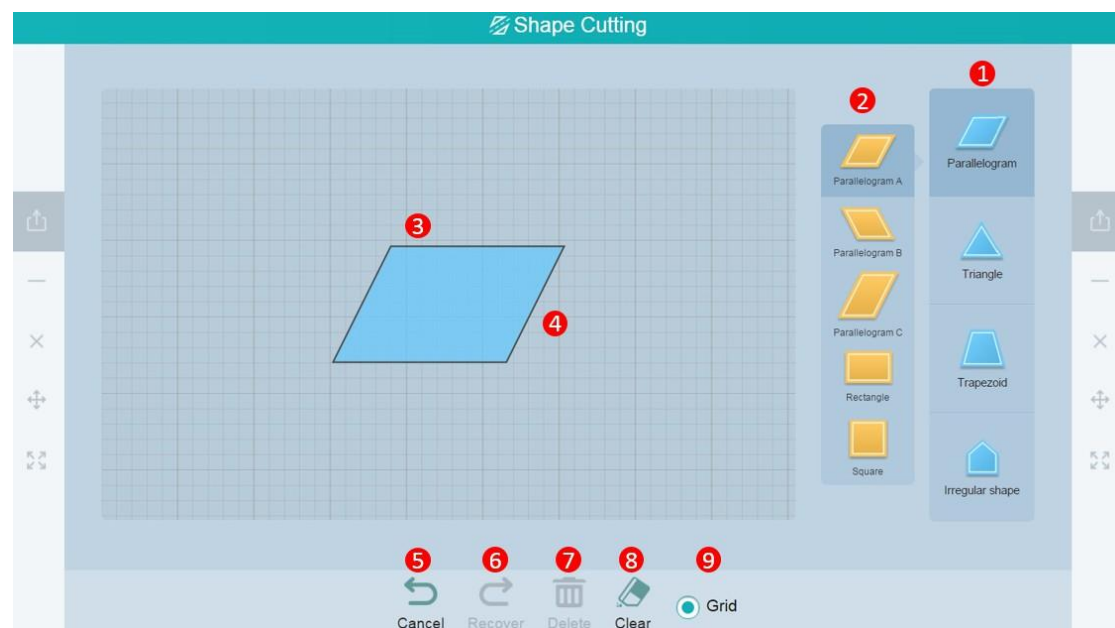 Shape Cutting
1
2
Parallelogram
Parallelogram A
Parallelogram B
Triangle
Parallelogram C
Trapezoid
Rectangle
Square
Irregular shape
3
4
5
6
7
8
9
Cancel
Recover
Delete
Clear
Grid